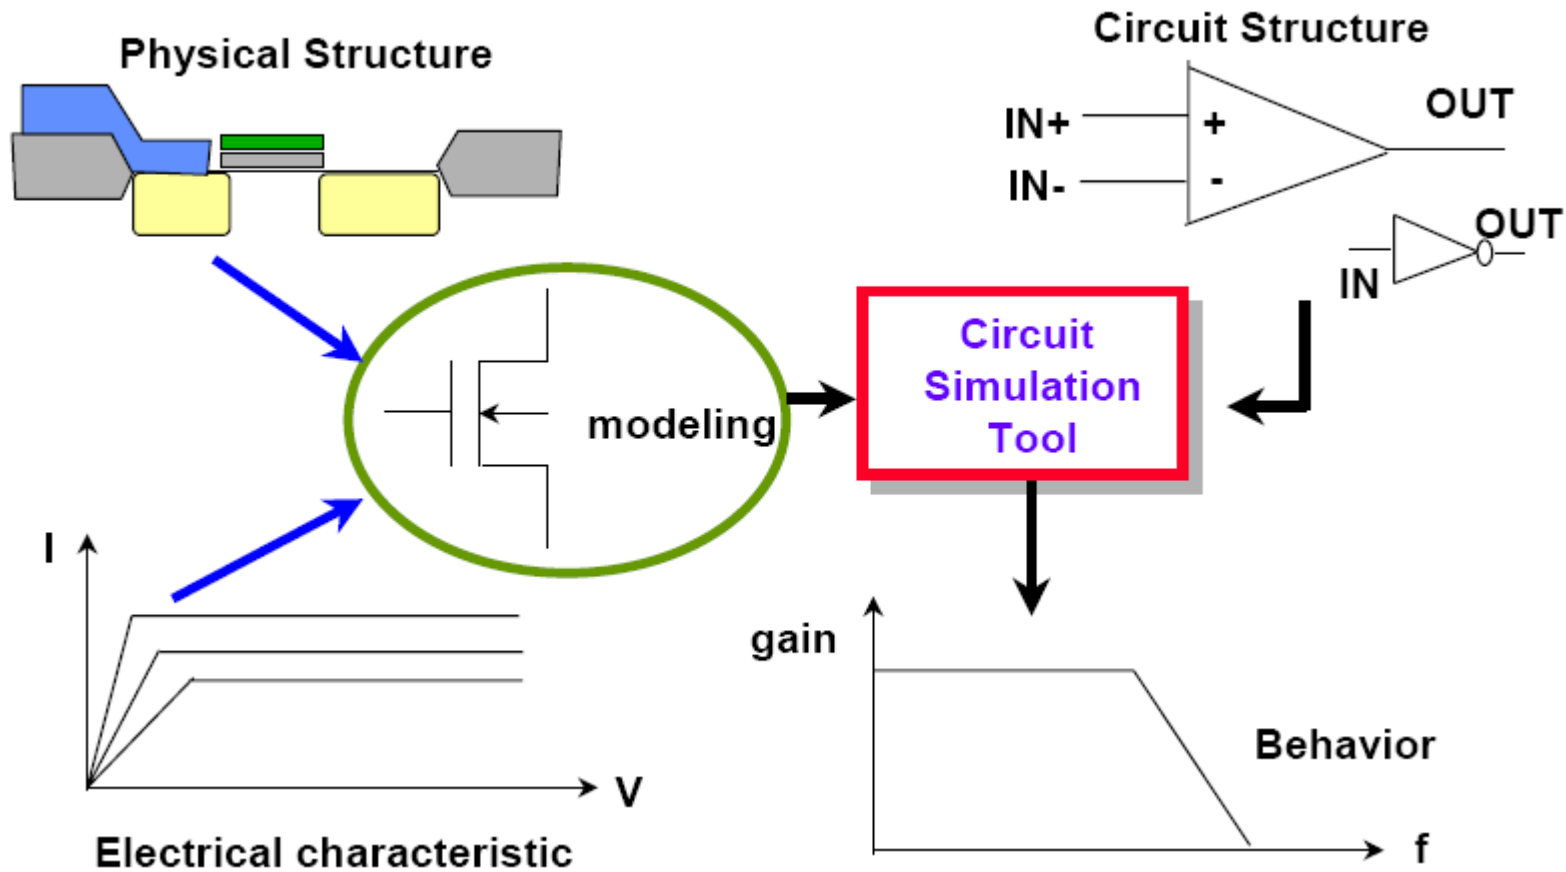 Physical Structure
Circuit Structure
IN+
+
OUT
IN-
-
OUT
IN
modeling
Circuit
Simulation
Tool
I
V
Electrical characteristic
gain
Behavior
f